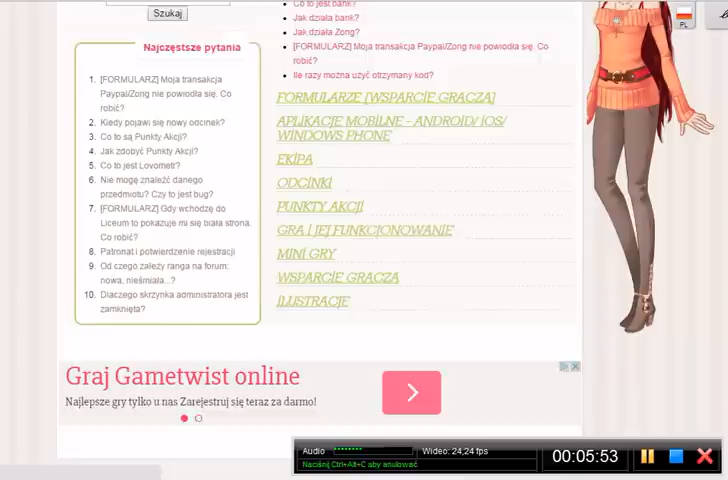 Szukaj
Najczęstsze pytania
1. [FORMULARZ] Moja transakcja
Paypal/Zong nie powiodła się. Co
robić?
2. Kiedy pojawi się nowy odcinek?
3. Co to są Punkty Akcji?
4. Jak zdobyć Punkty Akcji?
5. Co to jest Lovometr?
6. Nie mogę znaleźć danego
przedmiotu? Czy to jest bug?
7. [FORMULARZ] Gdy wchodzę do
Liceum to pokazuje mi się biała strona.
Co robić?
8. Patronat i potwierdzenie rejestracji
9. Od czego zależy ranga na forum:
nowa, nieśmiała...?
10. Dlaczego skrzynka administratora jest
zamknięta?
Co to jest bank?
Jak działa bank?
Jak działa Zong?
[FORMULARZ] Moja transakcja Paypal/Zong nie powiodła się. Co
robić?
Ile razy można użyć otrzymany kod?
FORMULARZE [WSPARCIE GRACZA]
APLIKACJE MOBILNE - ANDROID/ IOS/
WINDOWS PHONE
EKIPA
ODCINKI
PUNKTY AKCJI
GRA I JEJ FUNKCJONOWANIE
MINI GRY
WSPARCIE GRACZA
ILUSTRACJE
PL
Graj Gametwist online
Najlepsze gry tylko u nas Zarejestruj się teraz za darmo!
Audio
Wideo: 24,24 fps
Naciśnij Ctrl+Alt+C aby anulować
00:05:53